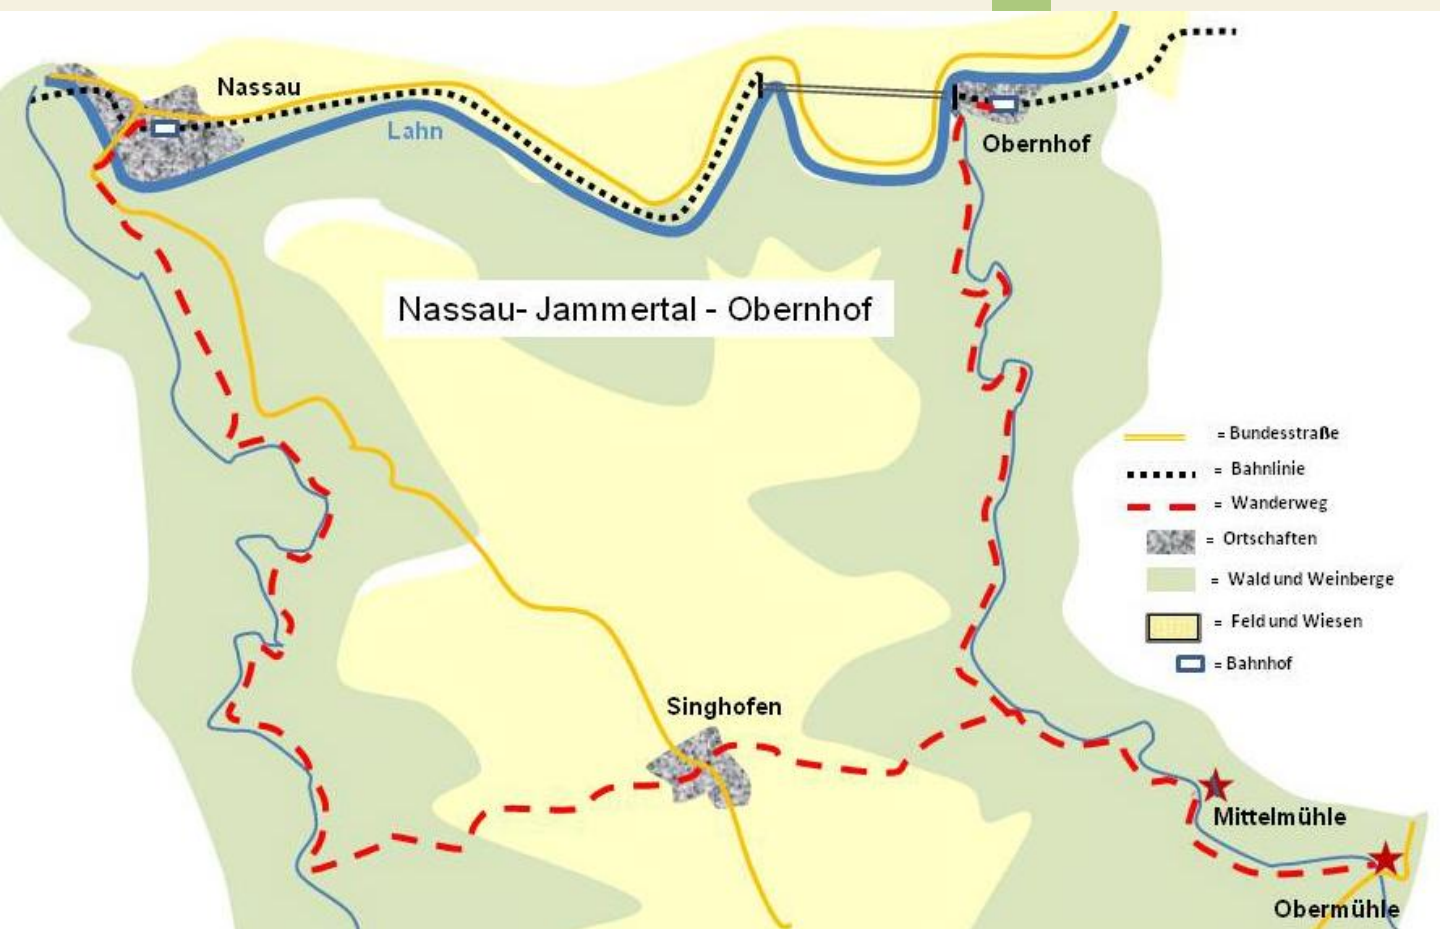 Nassau
Lahn
Obernhof
Nassau- Jammertal - Obernhof
= Bundesstraße
= Bahnlinie
= Wanderweg
= Ortschaften
= Wald und Weinberge
= Feld und Wiesen
= Bahnhof
Singhofen
Mittelmühle
Obermühle